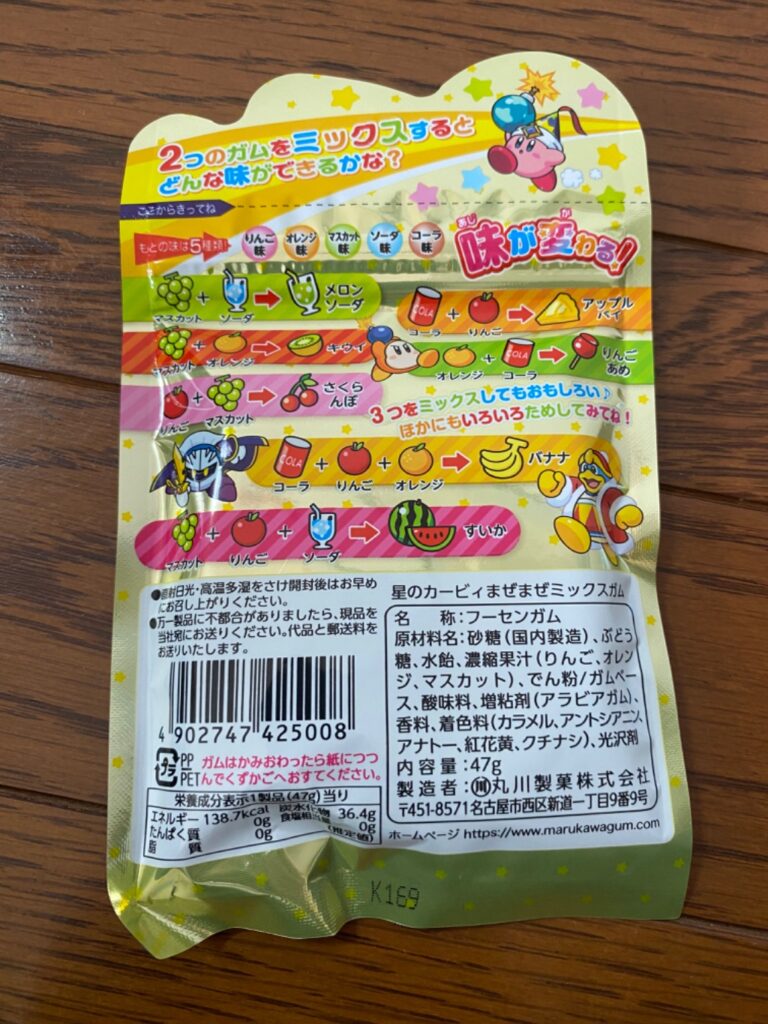 2つのガムをミックスすると
どんな味ができるかな?
ここからきってね
もとの味は5種類!
りんご味
オレンジ味
マスカット味
ソーダ味
コーラ味
あじ か
味が変わる!
マスカット + ソーダ メロンソーダ
COLA
コーラ + りんご アップルパイ
マスカット + オレンジ キウイ
COLA
オレンジ + コーラ りんごあめ
りんご + マスカット さくらんぼ
3つをミックスしてもおもしろい♪
ほかにもいろいろためしてみてね!
COLA
コーラ + りんご + オレンジ バナナ
マスカット + りんご + ソーダ すいか
●直射日光・高温多湿をさけ開封後はお早め
にお召し上がりください。
●万一製品に不都合がありましたら、現品を
当社宛にお送りください。代品と郵送料を
お送りいたします。
4 902747 425008
プラ
PP
PET
ガムはかみおわったら紙につつ
んでくずかごへおすてください。
栄養成分表示1製品(47g)当り
エネルギー 138.7kcal 炭水化物 36.4g
たんぱく質 0g 食塩相当量 0g
脂質 0g (推定値)
星のカービィまぜまぜミックスガム
名 称:フーセンガム
原材料名:砂糖(国内製造)、ぶどう
糖、水飴、濃縮果汁(りんご、オレン
ジ、マスカット)、でん粉/ガムベー
ス、酸味料、増粘剤(アラビアガム)、
香料、着色料(カラメル、アントシアニン、
アナトー、紅花黄、クチナシ)、光沢剤
内容量:47g
製造者:川丸川製菓株式会社
〒451-8571名古屋市西区新道一丁目9番9号
ホームページ https://www.marukawagum.com
K169